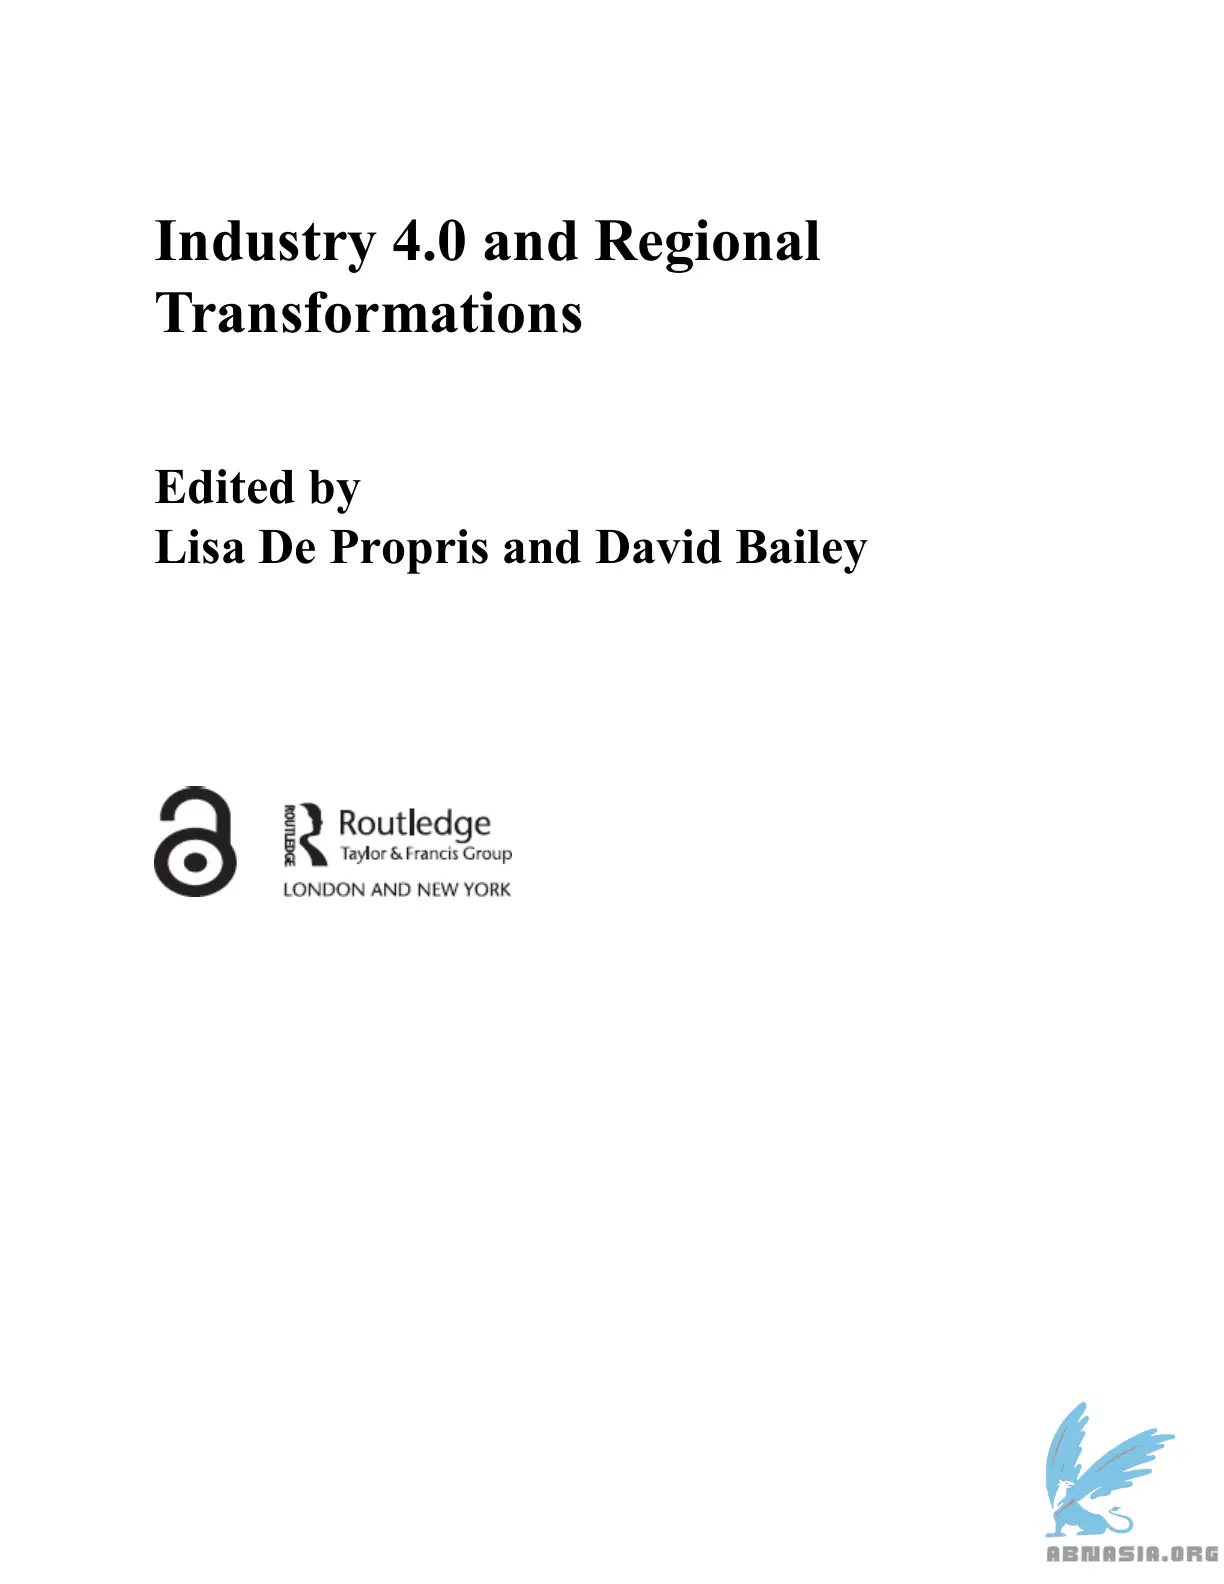 Industry 4.0 and Regional
Transformations
Edited by
Lisa De Propris and David Bailey
ROUTLEDGE
Routledge
Taylor & Francis Group
LONDON AND NEW YORK
ABNASIA.ORG